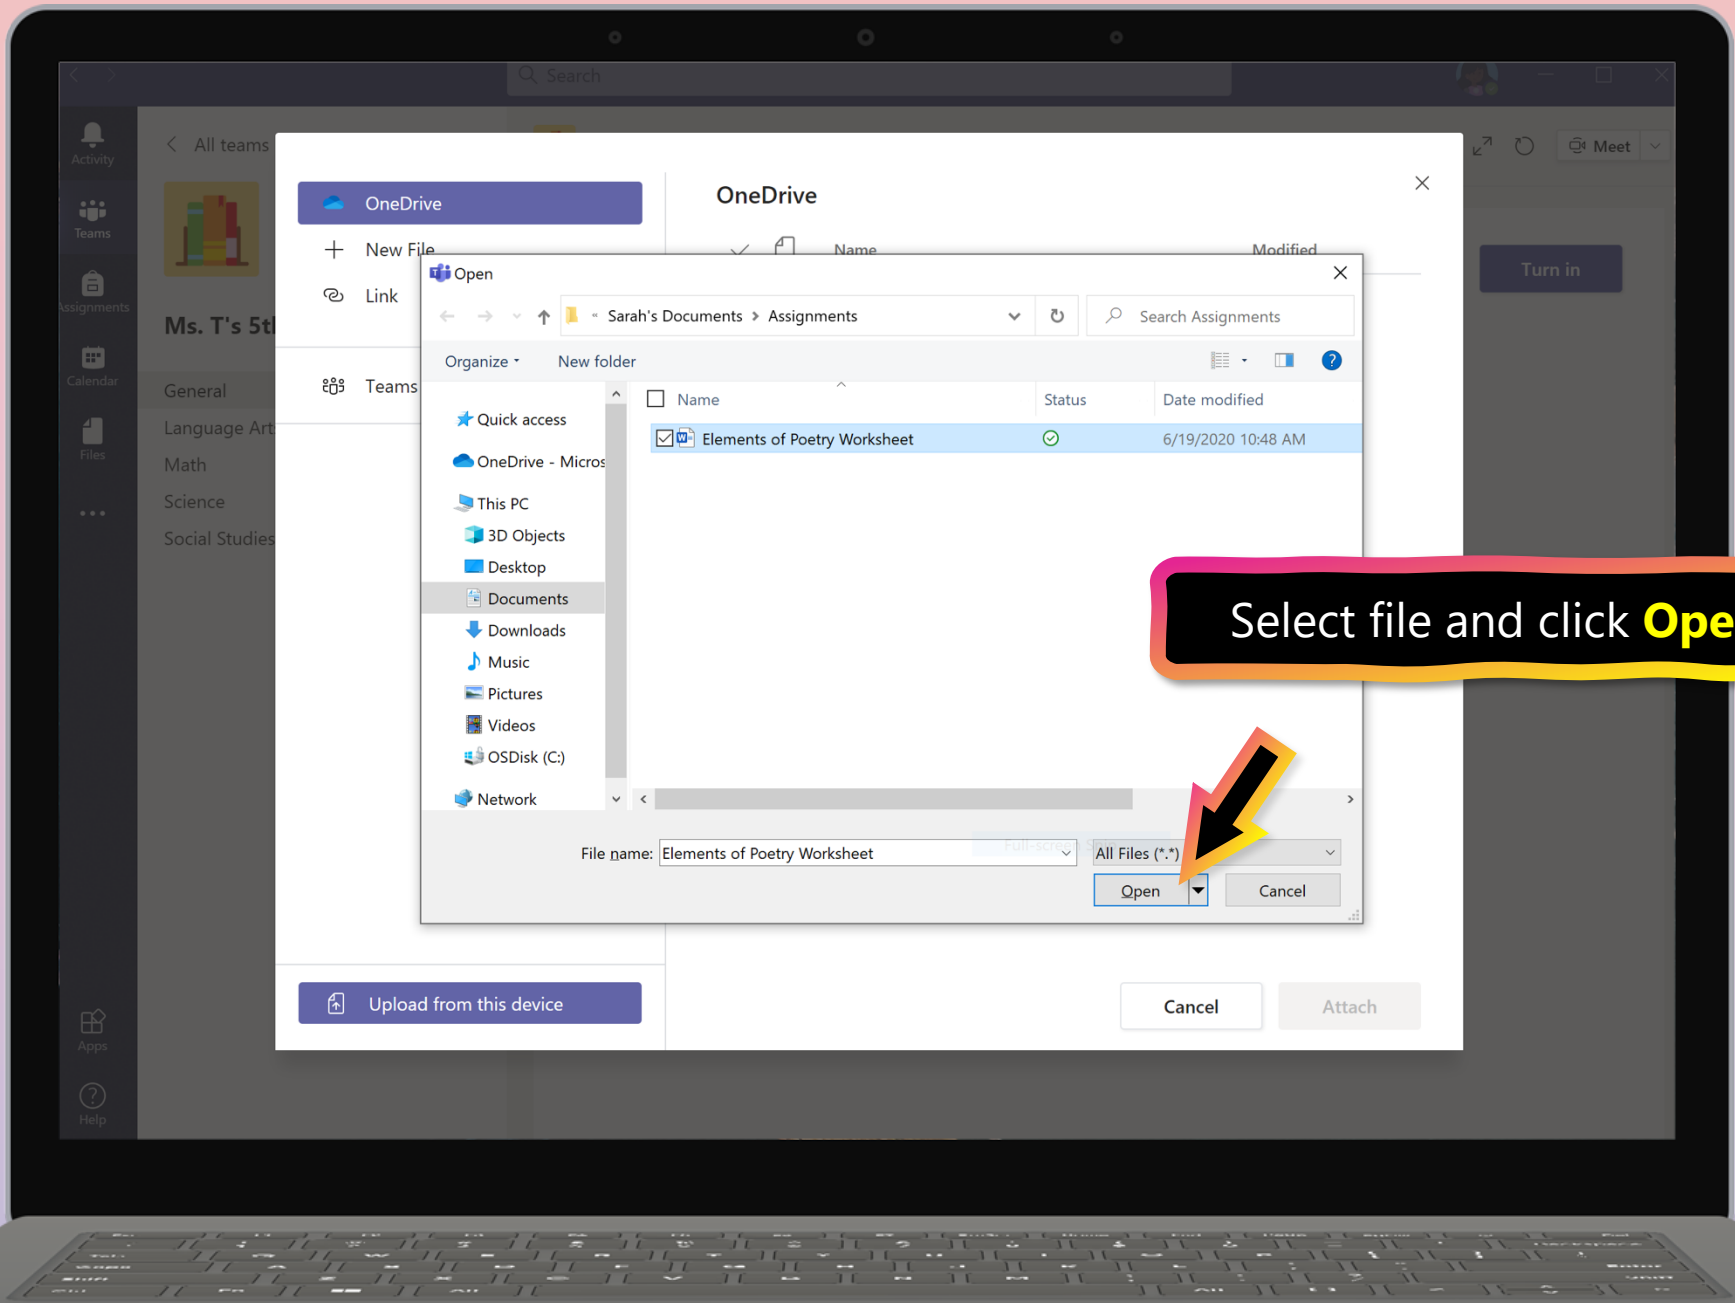 Search
Activity
Teams
Assignments
Calendar
Files
Apps
Help
All teams
Ms. T's 5t
General
Language Art
Math
Science
Social Studies
Meet
Turn in
OneDrive
New File
Link
Teams
Upload from this device
OneDrive
Name Modified
Open
« Sarah's Documents > Assignments
Search Assignments
Organize New folder
Quick access
OneDrive - Micros
This PC
3D Objects
Desktop
Documents
Downloads
Music
Pictures
Videos
OSDisk (C:)
Network
Name Status Date modified
Elements of Poetry Worksheet 6/19/2020 10:48 AM
Select file and click Ope
File name: Elements of Poetry Worksheet
Full-screen
All Files (*.*)
Open Cancel
Cancel Attach